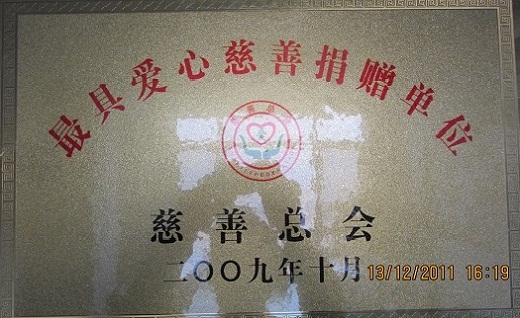 最具爱心慈善捐赠单位
慈善总会
二〇〇九年十月
13/12/2011 16:19